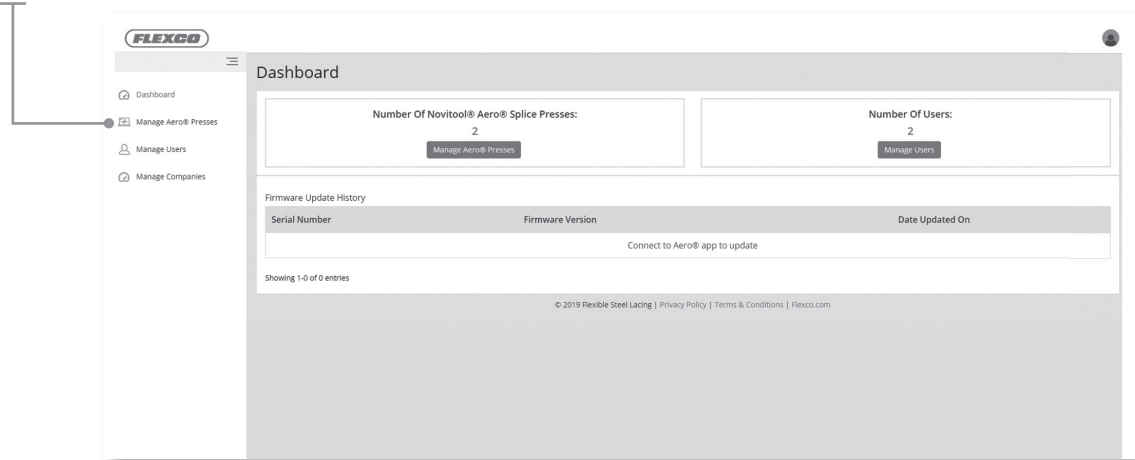 FLEXCO
Dashboard
Dashboard
Manage Aero® Presses
Manage Users
Manage Companies
Number Of Novitool® Aero® Splice Presses:
2
Manage Aero® Presses
Number Of Users:
2
Manage Users
Firmware Update History
Serial Number Firmware Version Date Updated On
Connect to Aero® app to update
Showing 1-0 of 0 entries
© 2019 Flexible Steel Lacing | Privacy Policy | Terms & Conditions | Flexco.com